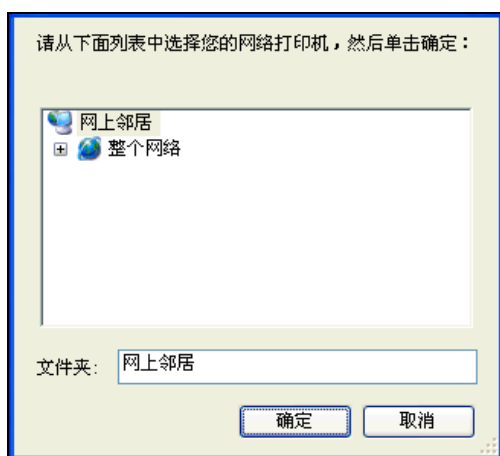 请从下面列表中选择您的网络打印机，然后单击确定：
网上邻居
整个网络
文件夹:
网上邻居
确定
取消